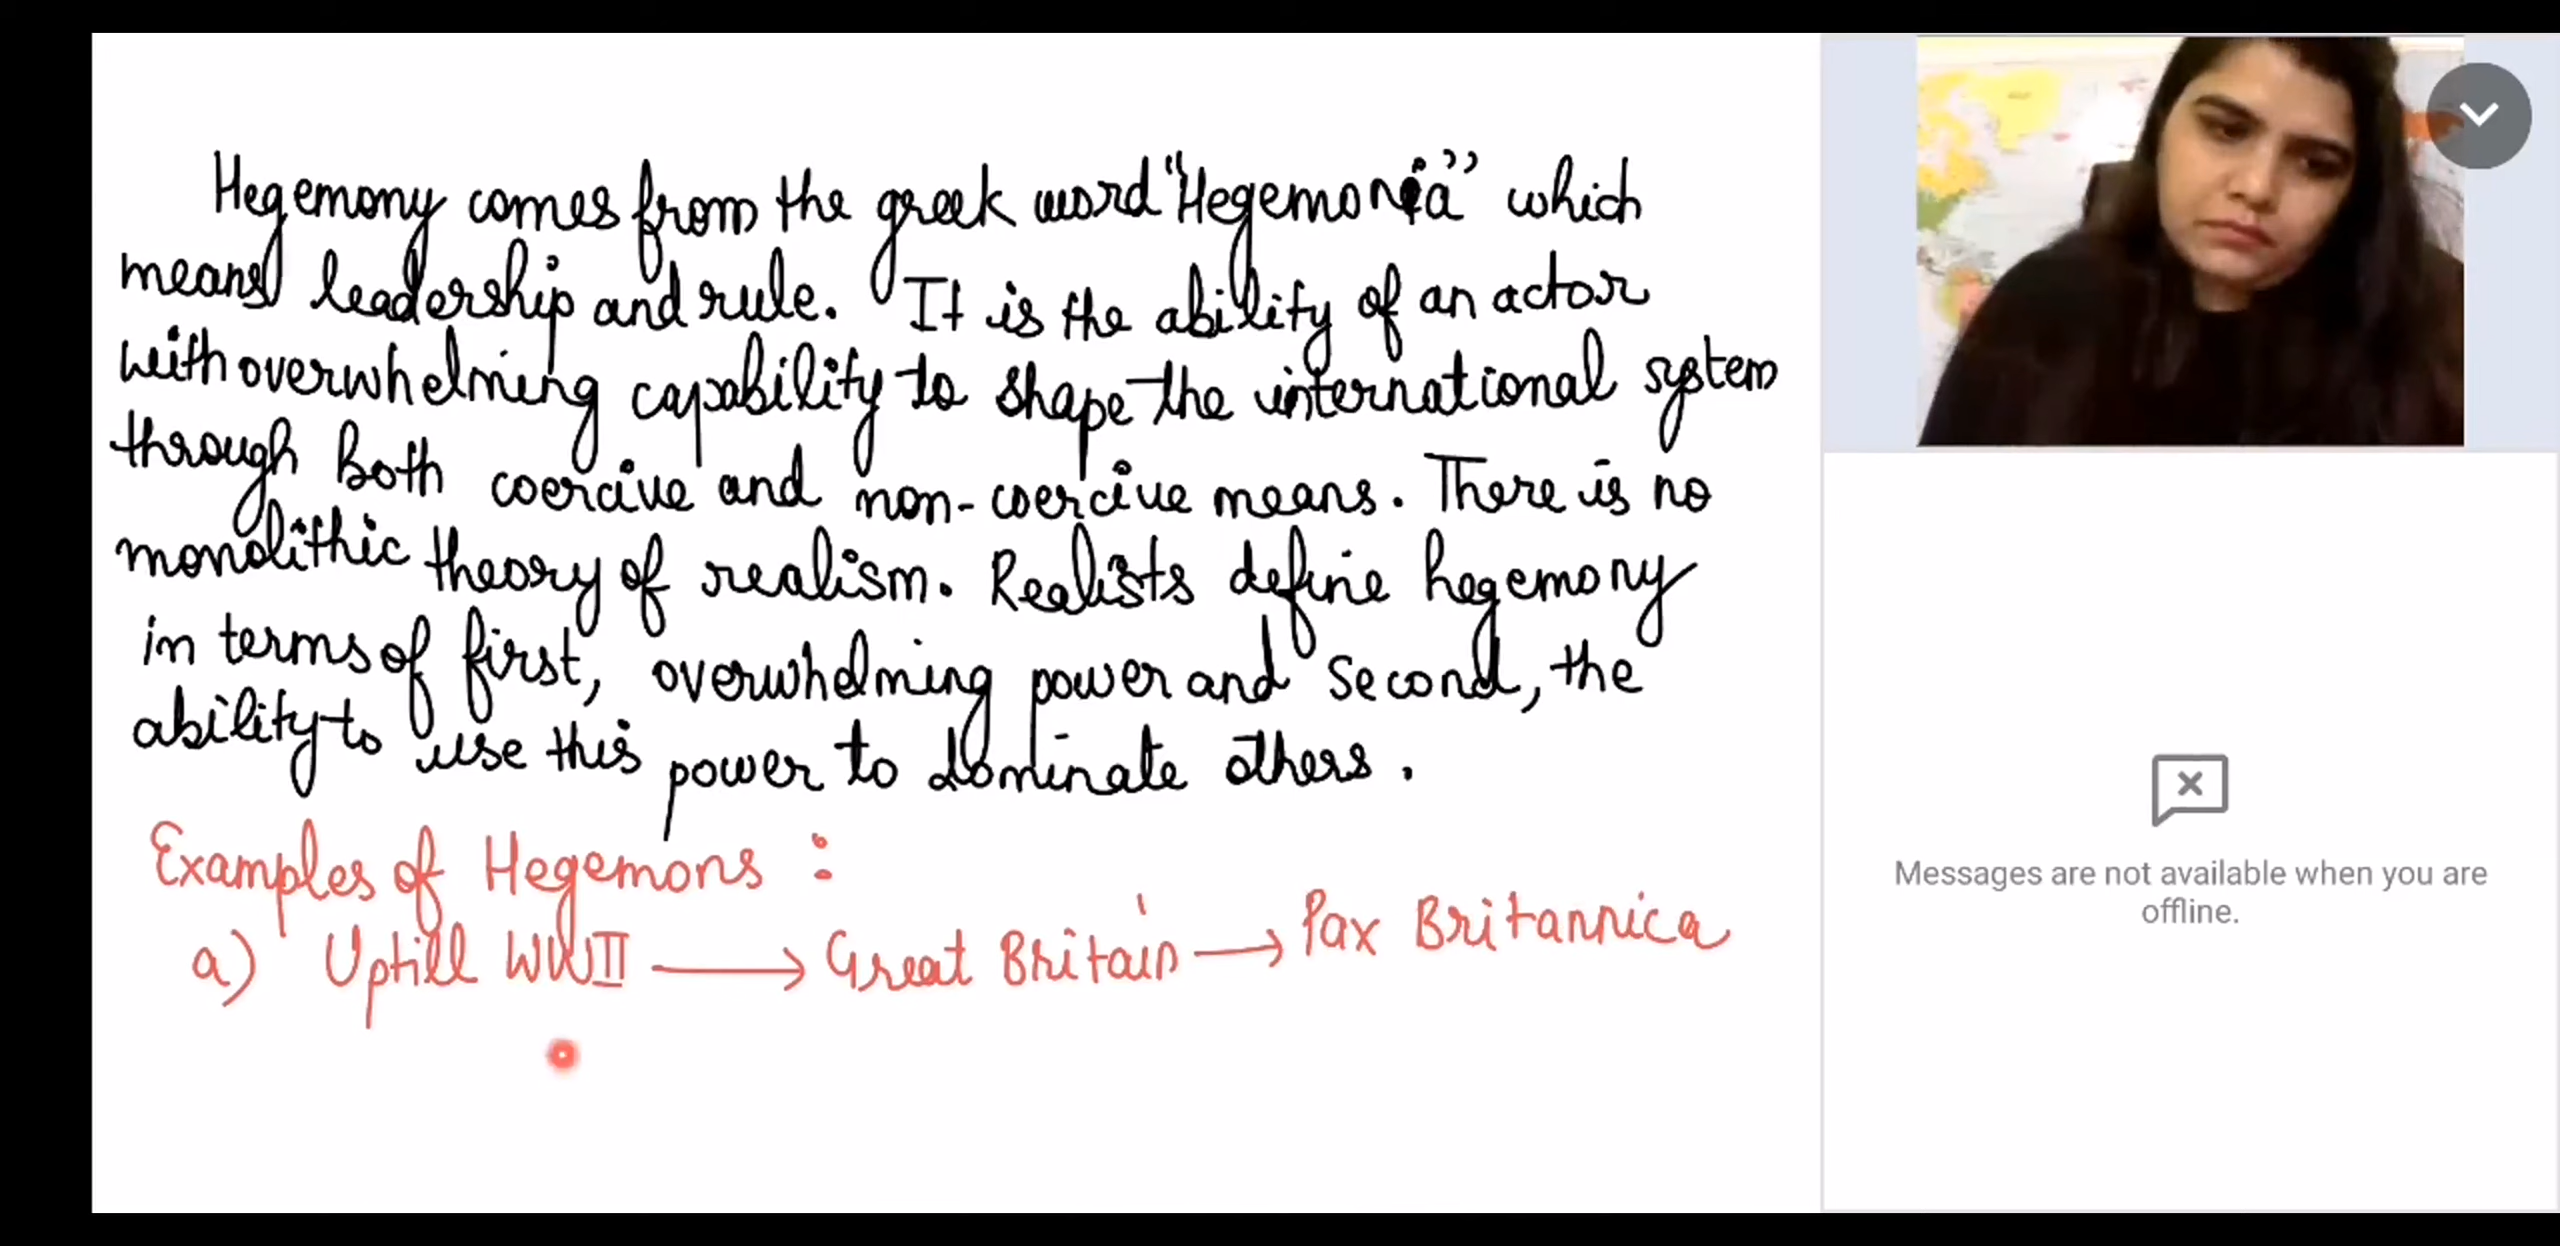 Hegemony comes from the greek word "Hegemonia" which
means leadership and rule. It is the ability of an actor
with overwhelming capability to shape the international system
through both coercive and non-coercive means. There is no
monolithic theory of realism. Realists define hegemony
in terms of first, overwhelming power and second, the
ability to use this power to dominate others.
Examples of Hegemons :
a) Uptill WWII → Great Britain → Pax Britannica
Messages are not available when you are
offline.